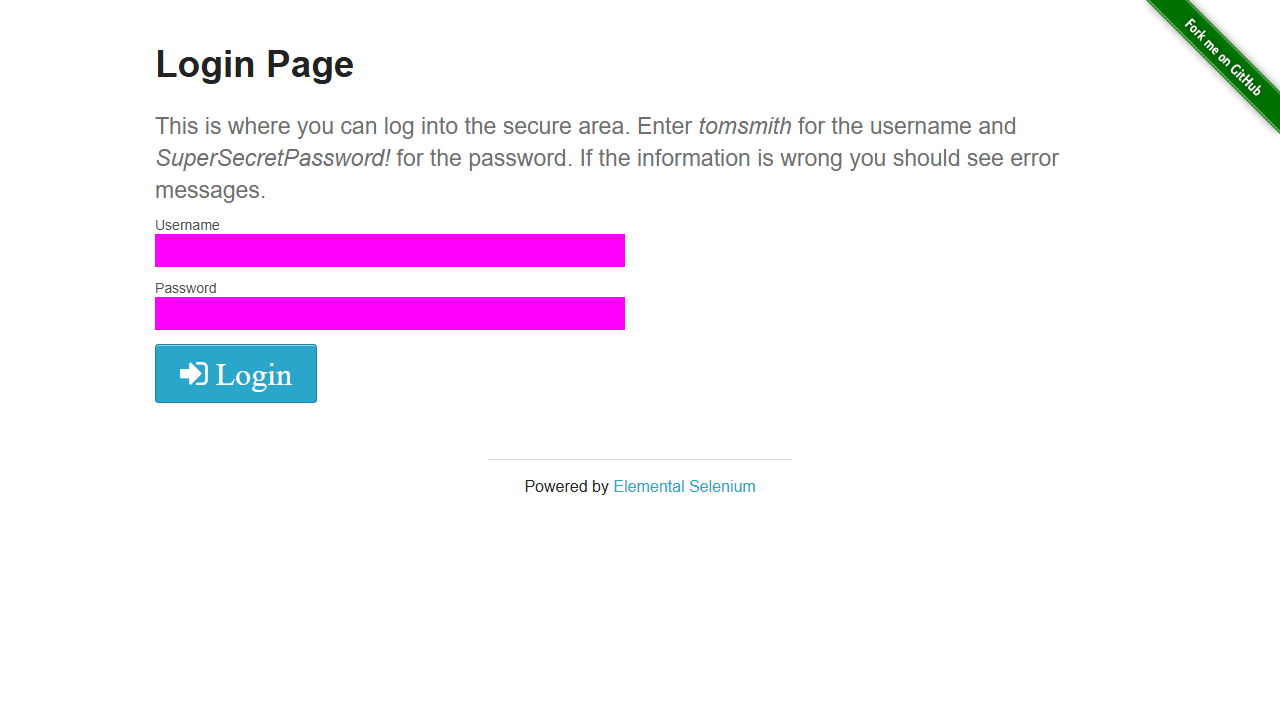 Fork me on GitHub
Login Page
This is where you can log into the secure area. Enter tomsmith for the username and
SuperSecretPassword! for the password. If the information is wrong you should see error
messages.
Username
Password
Login
Powered by Elemental Selenium